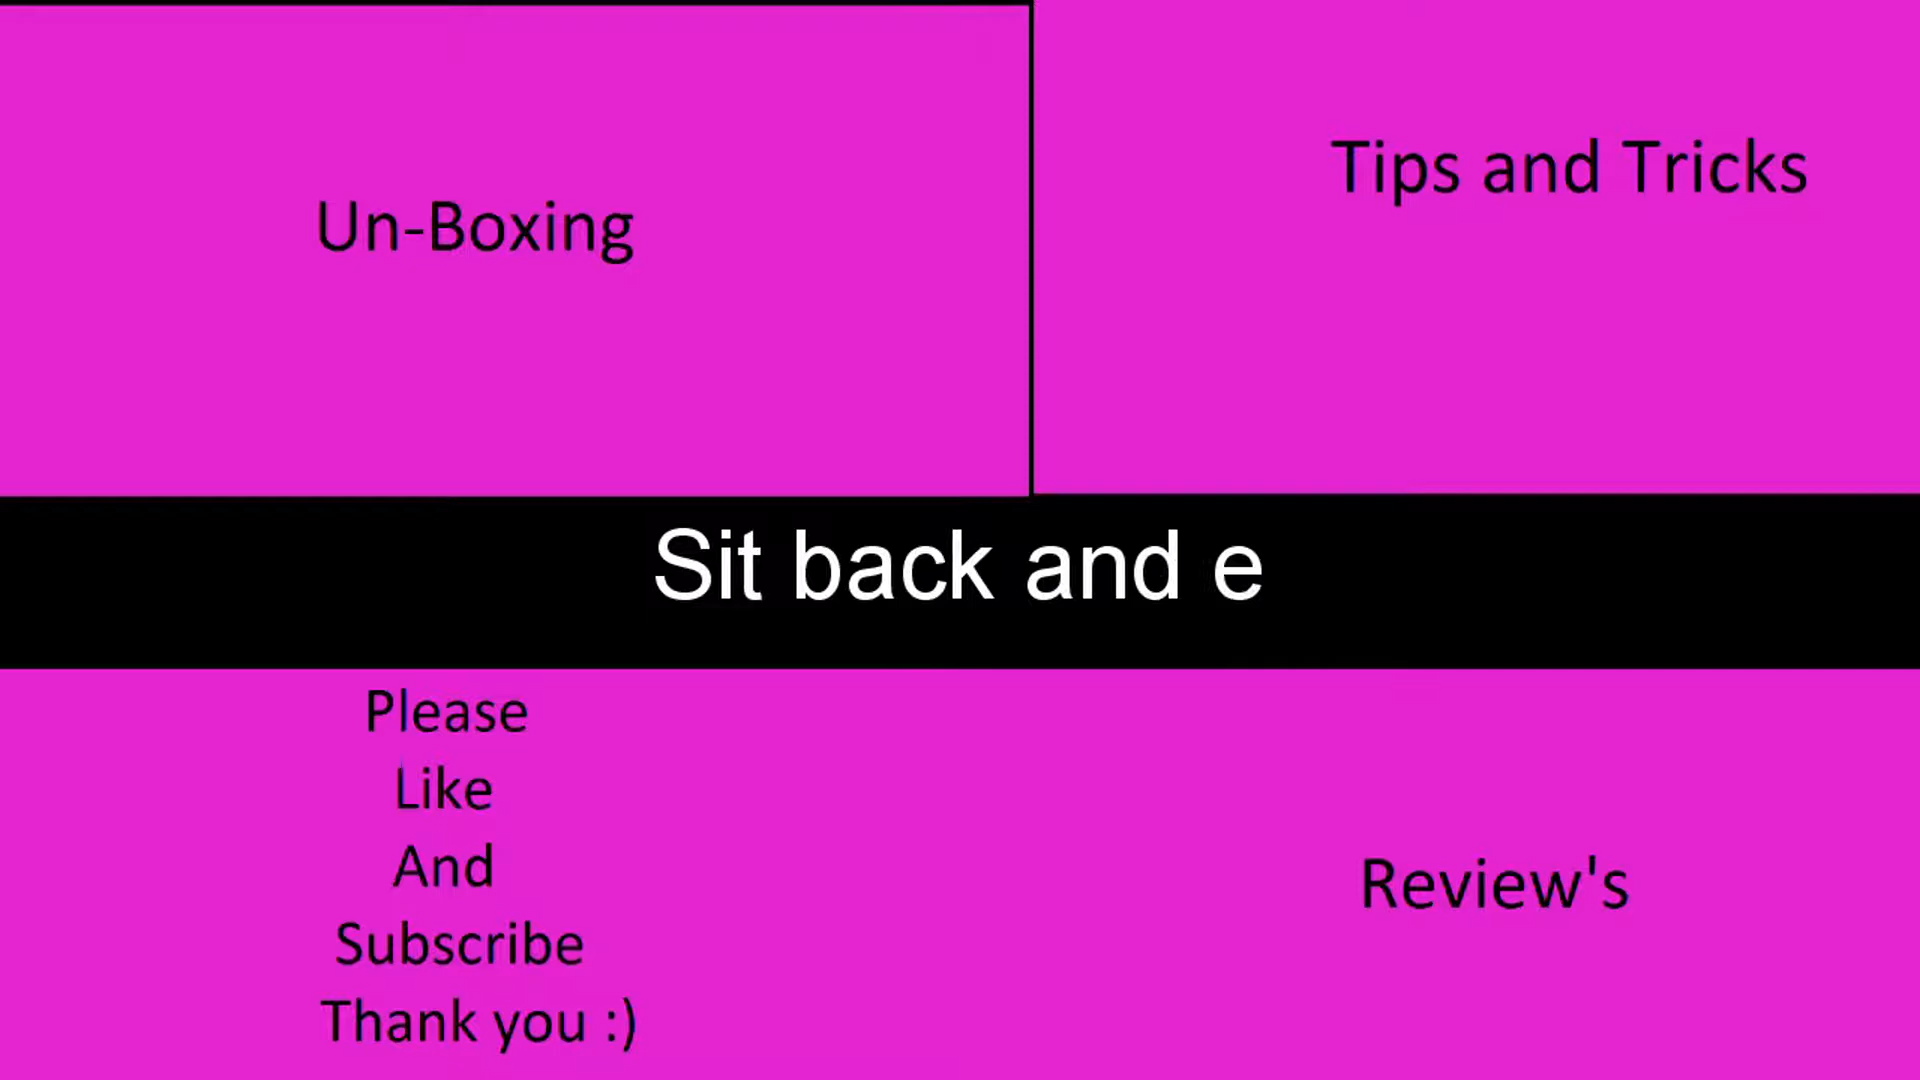 Un-Boxing
Tips and Tricks
Sit back and e
Please
Like
And
Subscribe
Thank you :)
Review's